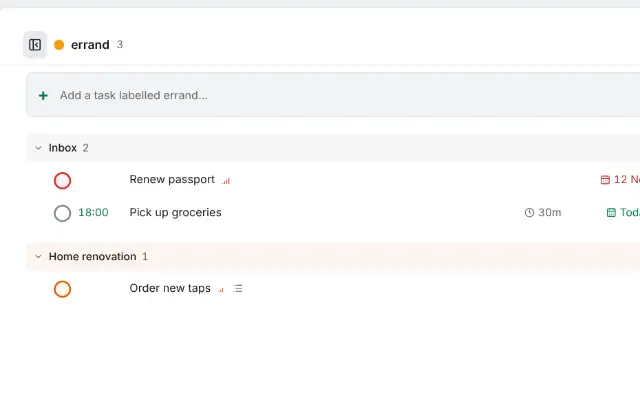 errand 3
Add a task labelled errand...
Inbox 2
Renew passport 12 N
18:00 Pick up groceries 30m Tod
Home renovation 1
Order new taps